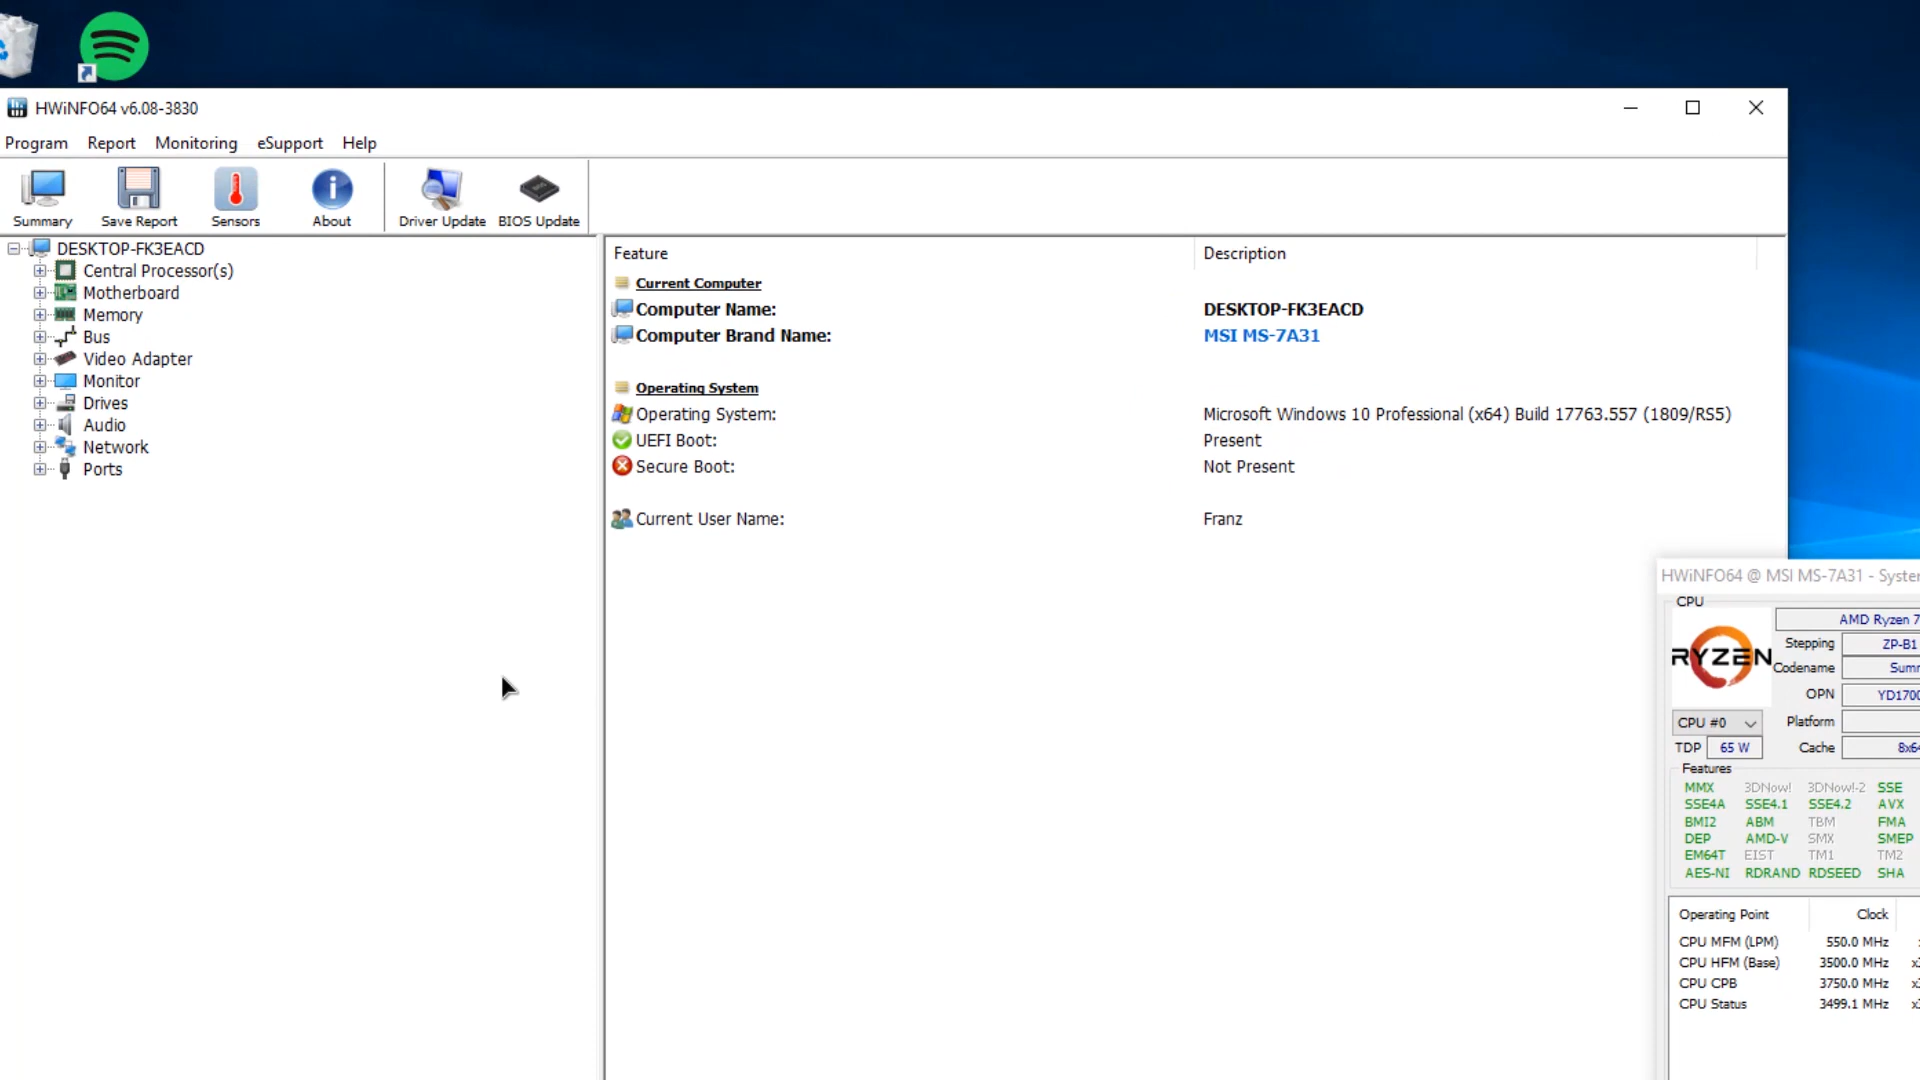 HWiNFO64 v6.08-3830
Program Report Monitoring eSupport Help
Summary Save Report Sensors About Driver Update BIOS Update
DESKTOP-FK3EACD
Central Processor(s)
Motherboard
Memory
Bus
Video Adapter
Monitor
Drives
Audio
Network
Ports
Feature Description
Current Computer
Computer Name: DESKTOP-FK3EACD
Computer Brand Name: MSI MS-7A31
Operating System
Operating System: Microsoft Windows 10 Professional (x64) Build 17763.557 (1809/RS5)
UEFI Boot: Present
Secure Boot: Not Present
Current User Name: Franz
HWiNFO64 @ MSI MS-7A31 - Syste
CPU
RYZEN
AMD Ryzen 7
Stepping ZP-B1
Codename Sum
OPN YD1700
CPU #0 Platform
TDP 65 W Cache 8x64
Features
MMX 3DNow! 3DNow!-2 SSE
SSE4A SSE4.1 SSE4.2 AVX
BMI2 ABM TBM FMA
DEP AMD-V SMX SMEP
EM64T EIST TM1 TM2
AES-NI RDRAND RDSEED SHA
Operating Point Clock
CPU MFM (LPM) 550.0 MHz
CPU HFM (Base) 3500.0 MHz
CPU CPB 3750.0 MHz
CPU Status 3499.1 MHz